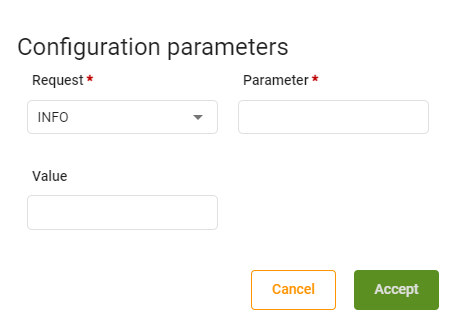 Configuration parameters
Request * Parameter *
INFO
Value
Cancel Accept